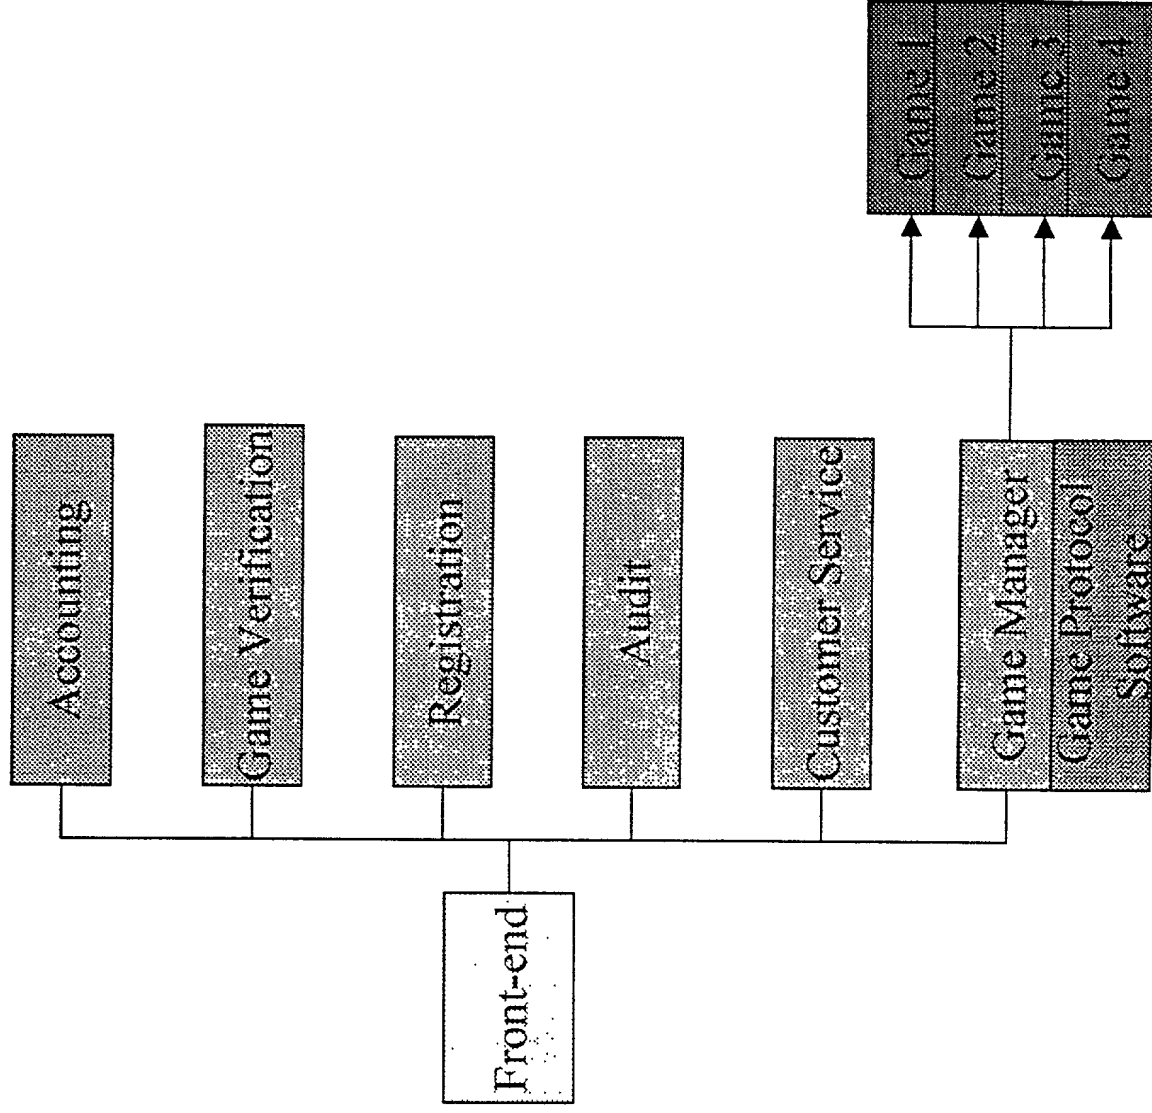 Front-end
Accounting
Game Verification
Registration
Audit
Customer Service
Game Manager
Game Protocol
Software
Game 1
Game 2
Game 3
Game 4